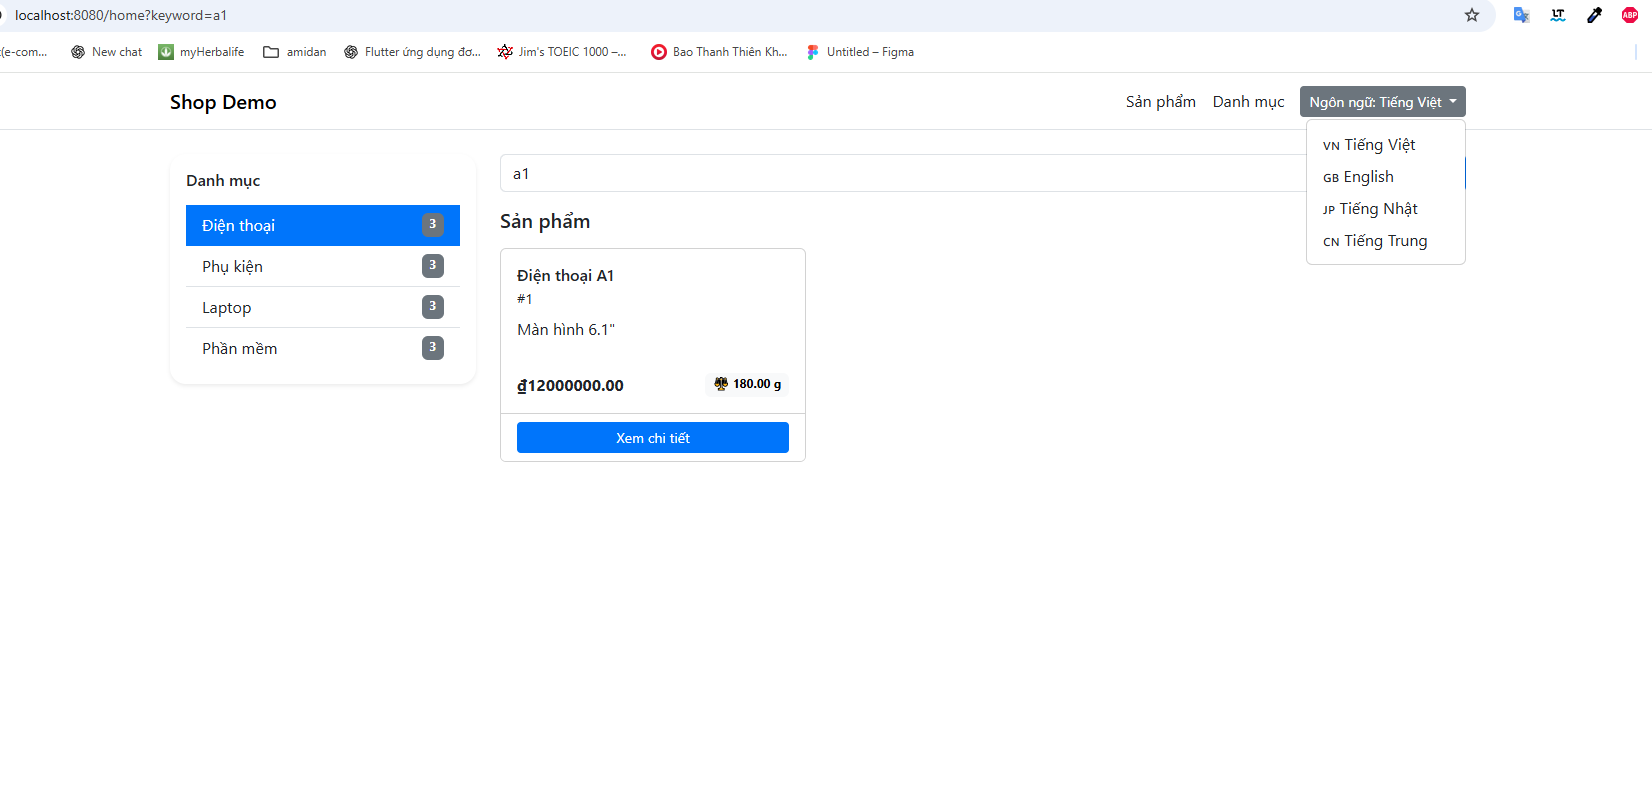 localhost:8080/home?keyword=a1
t(e-com... New chat myHerbalife amidan Flutter ứng dụng đơ... Jim's TOEIC 1000 –... Bao Thanh Thiên Kh... Untitled – Figma
Shop Demo Sản phẩm Danh mục Ngôn ngữ: Tiếng Việt
VN Tiếng Việt
GB English
JP Tiếng Nhật
CN Tiếng Trung
Danh mục
Điện thoại 3
Phụ kiện 3
Laptop 3
Phần mềm 3
a1
Sản phẩm
Điện thoại A1
#1
Màn hình 6.1"
₫12000000.00 180.00 g
Xem chi tiết
LT
ABP